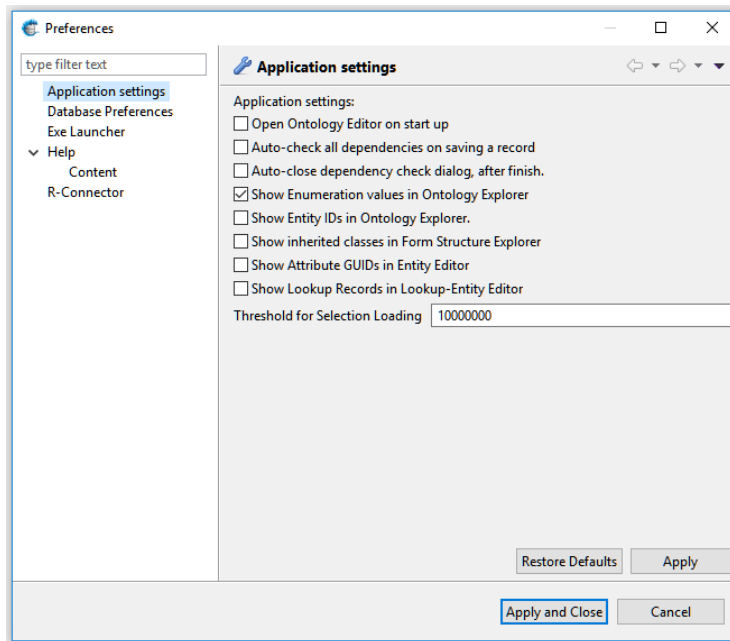 Preferences
type filter text
Application settings
Database Preferences
Exe Launcher
Help
Content
R-Connector
Application settings
Application settings:
Open Ontology Editor on start up
Auto-check all dependencies on saving a record
Auto-close dependency check dialog, after finish.
Show Enumeration values in Ontology Explorer
Show Entity IDs in Ontology Explorer.
Show inherited classes in Form Structure Explorer
Show Attribute GUIDs in Entity Editor
Show Lookup Records in Lookup-Entity Editor
Threshold for Selection Loading 10000000
Restore Defaults Apply
Apply and Close Cancel